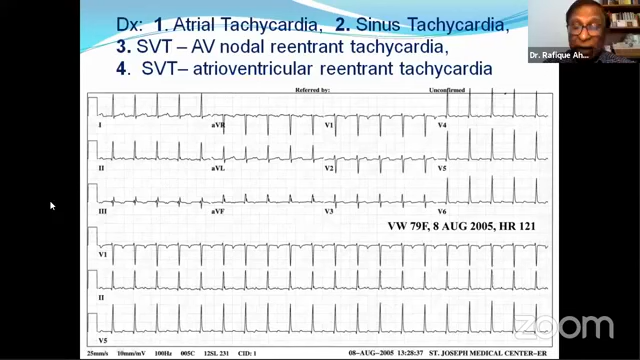 Dx: 1. Atrial Tachycardia, 2. Sinus Tachycardia,
3. SVT – AV nodal reentrant tachycardia,
4. SVT– atrioventricular reentrant tachycardia
Dr. Rafique Ah...
Referred by:
Unconfirmed
I
aVR
V1
V4
II
aVL
V2
V5
III
aVF
V3
V6
VW 79F, 8 AUG 2005, HR 121
V1
II
V5
zoom
25mm/s 10mm/mV 100Hz 005C 12SL 231 CID: 1
08-AUG-2005 13:28:37 ST. JOSEPH MEDICAL CENTER-ER